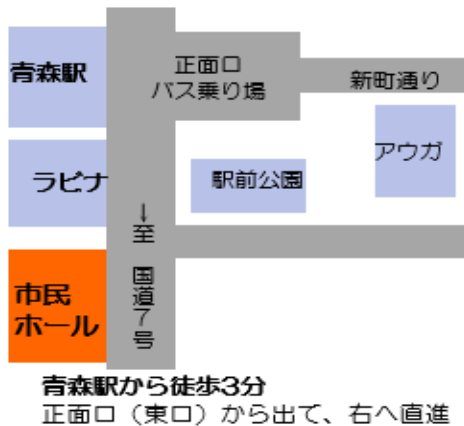 青森駅
正面口
バス乗り場
新町通り
アウガ
ラビナ
駅前公園
↓至 国道7号
市民
ホール
青森駅から徒歩3分
正面口（東口）から出て、右へ直進